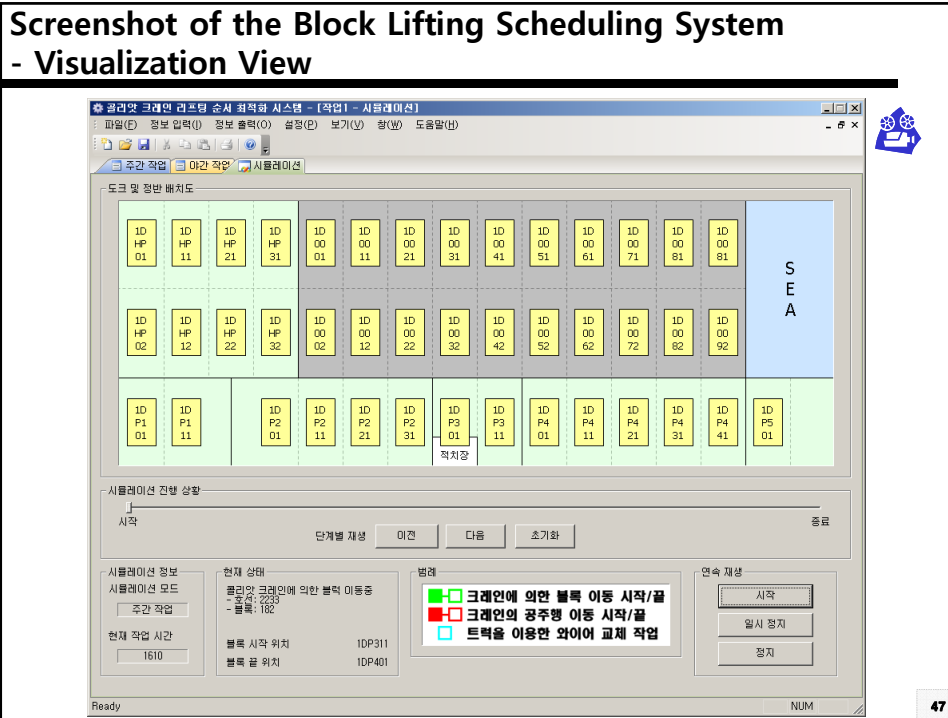 Screenshot of the Block Lifting Scheduling System
- Visualization View
골리앗 크레인 리프팅 순서 최적화 시스템 - [작업1 - 시뮬레이션]
파일(F) 정보 입력(I) 정보 출력(O) 설정(P) 보기(V) 창(W) 도움말(H)
주간 작업 야간 작업 시뮬레이션
도크 및 정반 배치도
1D 1D 1D 1D 1D 1D 1D 1D 1D 1D 1D 1D 1D 1D
HP HP HP HP 00 00 00 00 00 00 00 00 00 00
01 11 21 31 01 11 21 31 41 51 61 71 81 81
S
E
A
1D 1D 1D 1D 1D 1D 1D 1D 1D 1D 1D 1D 1D 1D
HP HP HP HP 00 00 00 00 00 00 00 00 00 00
02 12 22 32 02 12 22 32 42 52 62 72 82 92
1D 1D 1D 1D 1D 1D 1D 1D 1D 1D 1D 1D 1D 1D
P1 P1 P2 P2 P2 P2 P3 P3 P4 P4 P4 P4 P4 P5
01 11 01 11 21 31 01 11 01 11 21 31 41 01
적치장
시뮬레이션 진행 상황
시작 종료
단계별 재생 이전 다음 초기화
시뮬레이션 정보
시뮬레이션 모드
주간 작업
현재 작업 시간
1610
현재 상태
골리앗 크레인에 의한 블럭 이동중
- 호선: 2233
- 블록: 182
블록 시작 위치 1DP311
블록 끝 위치 1DP401
범례
크레인에 의한 블록 이동 시작/끝
크레인의 공주행 이동 시작/끝
트럭을 이용한 와이어 교체 작업
연속 재생
시작
일시 정지
정지
Ready NUM
47